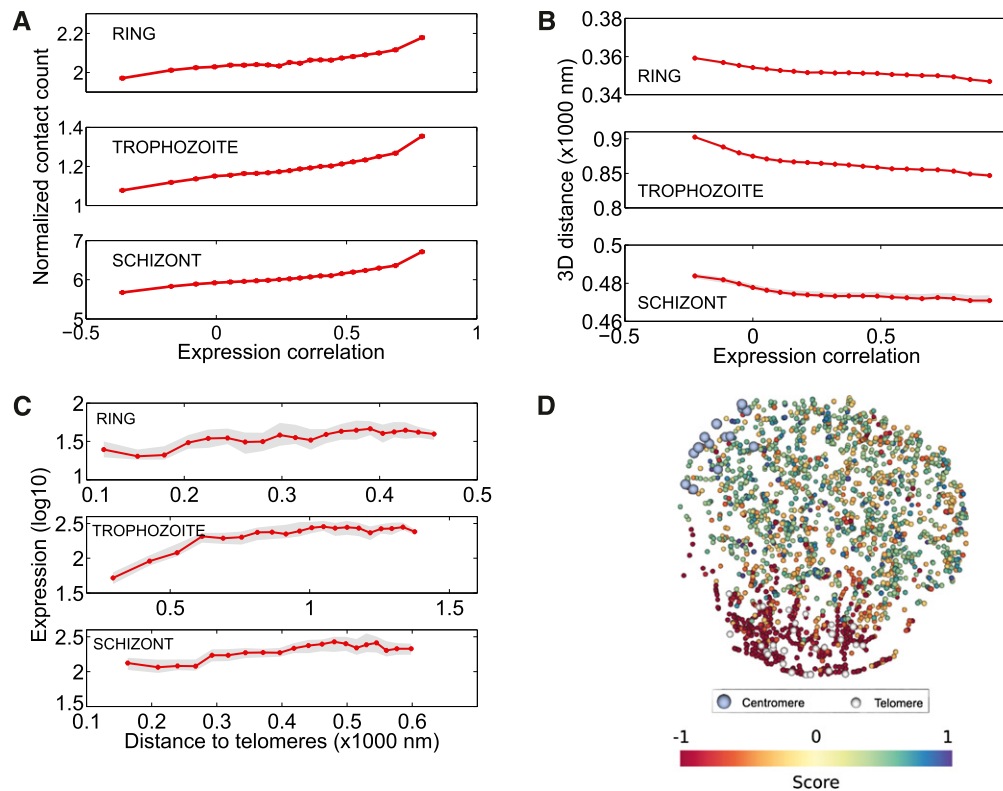 A
Normalized contact count
RING
2.2
2
TROPHOZOITE
1.4
1.2
1
SCHIZONT
7
6
5
−0.5 0 0.5 1
Expression correlation
B
3D distance (x1000 nm)
0.38
0.36
0.34
RING
0.9
0.85
0.8
TROPHOZOITE
0.5
0.48
0.46
SCHIZONT
−0.5 0 0.5
Expression correlation
C
Expression (log10)
RING
2
1.5
1
0.1 0.2 0.3 0.4 0.5
TROPHOZOITE
2.5
2
1.5
0.5 1 1.5
SCHIZONT
2.5
2
1.5
0.1 0.2 0.3 0.4 0.5 0.6
Distance to telomeres (x1000 nm)
D
Centromere Telomere
-1 0 1
Score